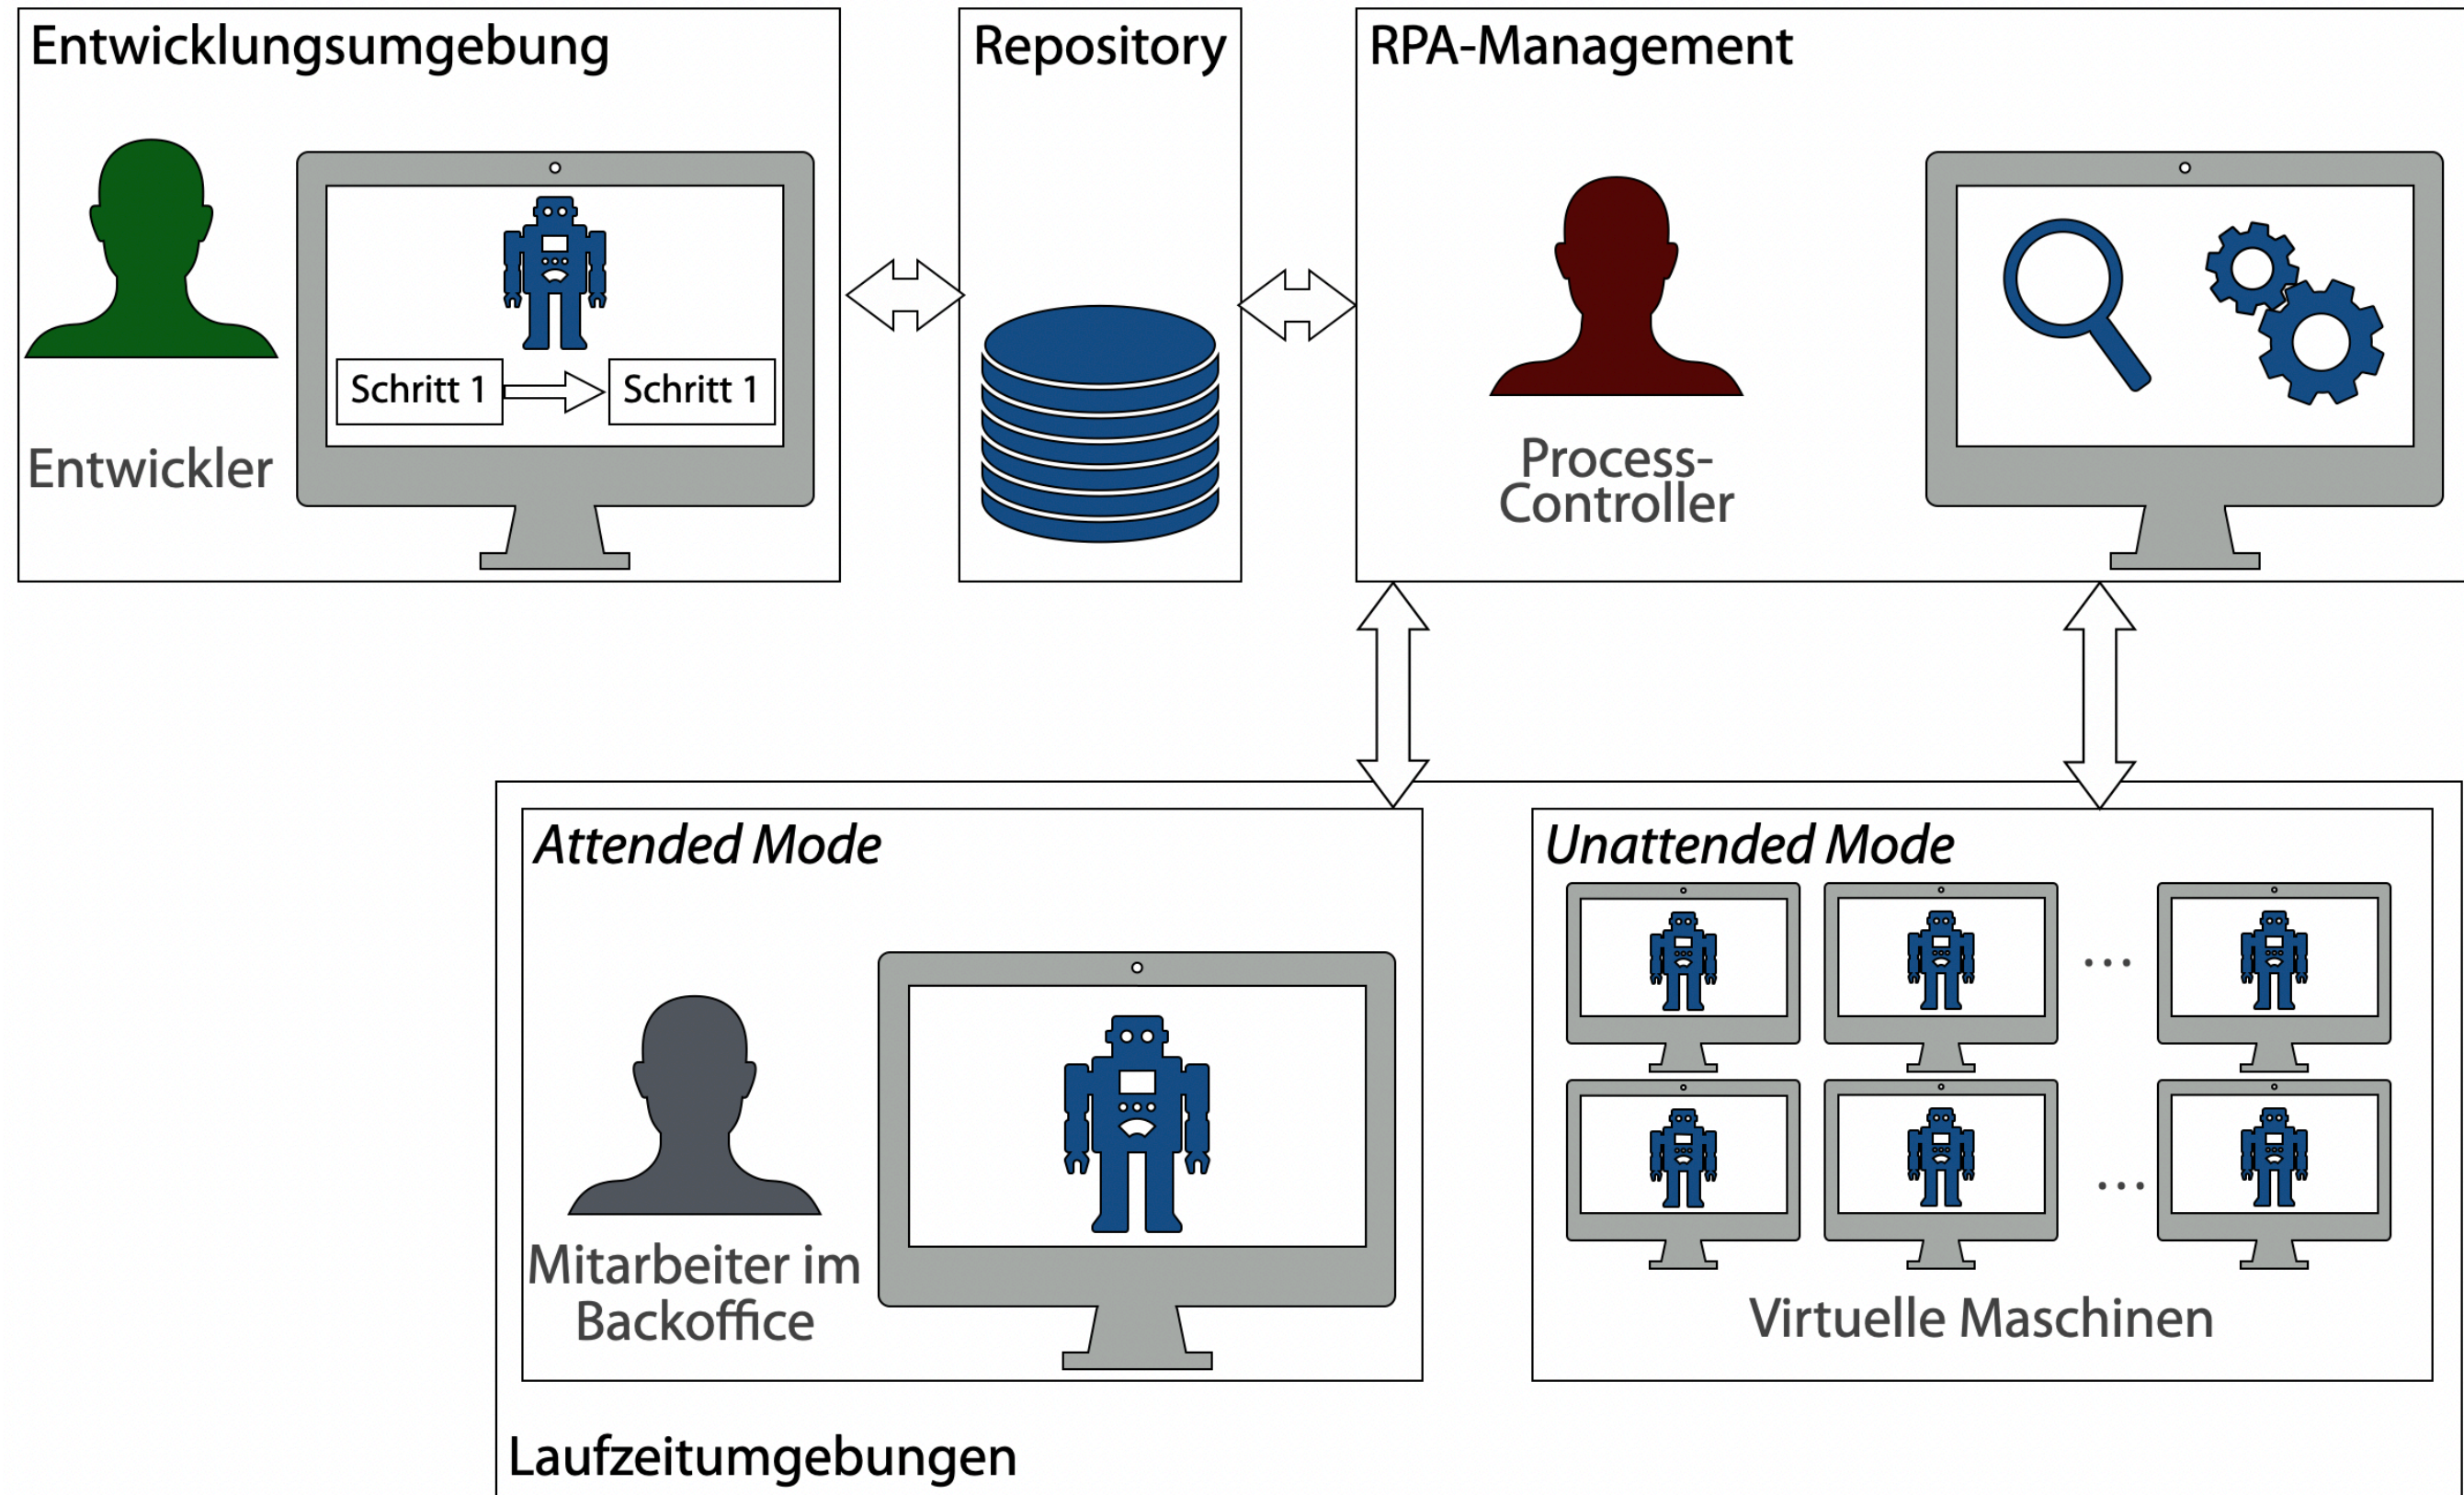 Entwicklungsumgebung
Schritt 1
Schritt 1
Entwickler
Repository
RPA-Management
Process-
Controller
Attended Mode
Mitarbeiter im
Backoffice
Unattended Mode
...
...
Virtuelle Maschinen
Laufzeitumgebungen